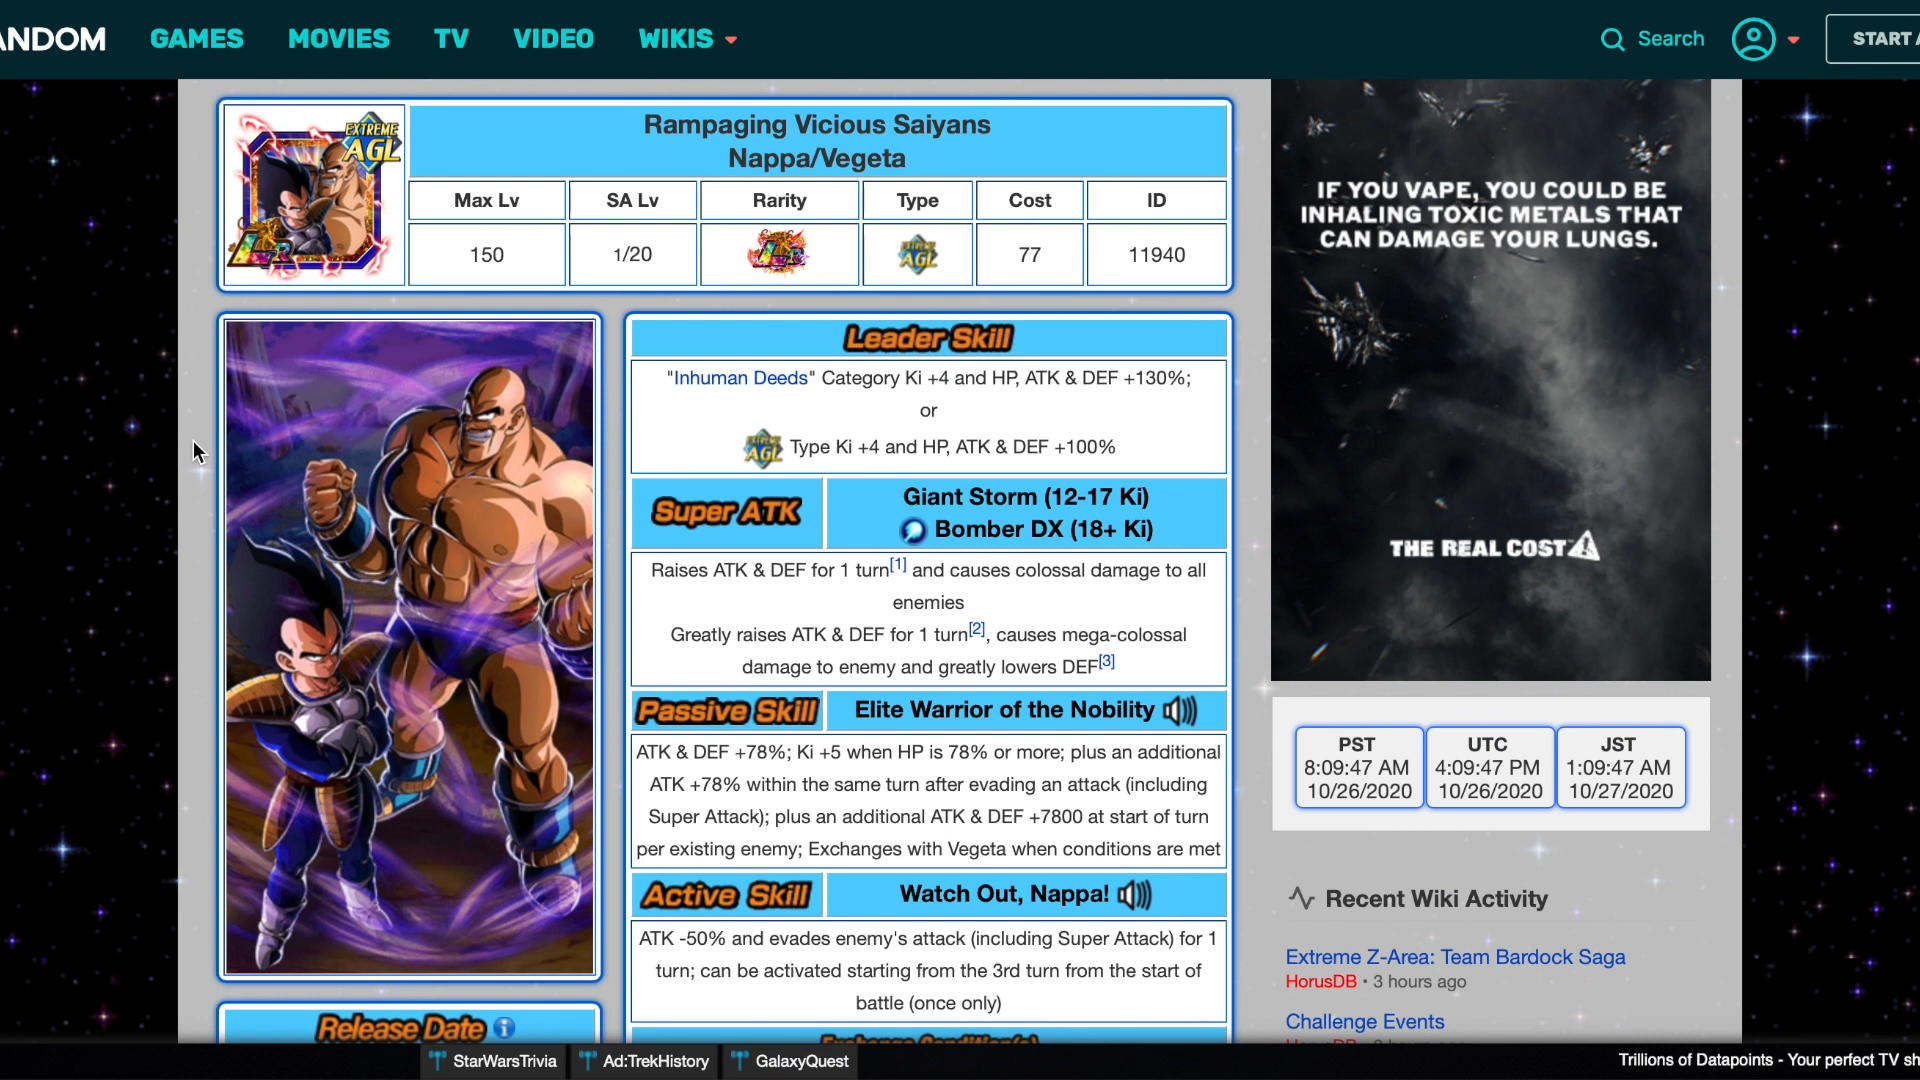 ANDOM
GAMES
MOVIES
TV
VIDEO
WIKIS
Search
START A
EXTREME
AGL
LR
Rampaging Vicious Saiyans
Nappa/Vegeta
Max Lv
SA Lv
Rarity
Type
Cost
ID
150
1/20
LR
EXTREME
AGL
77
11940
Leader Skill
"Inhuman Deeds" Category Ki +4 and HP, ATK & DEF +130%;
or
EXTREME AGL Type Ki +4 and HP, ATK & DEF +100%
Super ATK
Giant Storm (12-17 Ki)
Bomber DX (18+ Ki)
Raises ATK & DEF for 1 turn[1] and causes colossal damage to all
enemies
Greatly raises ATK & DEF for 1 turn[2], causes mega-colossal
damage to enemy and greatly lowers DEF[3]
Passive Skill
Elite Warrior of the Nobility
ATK & DEF +78%; Ki +5 when HP is 78% or more; plus an additional
ATK +78% within the same turn after evading an attack (including
Super Attack); plus an additional ATK & DEF +7800 at start of turn
per existing enemy; Exchanges with Vegeta when conditions are met
Active Skill
Watch Out, Nappa!
ATK -50% and evades enemy's attack (including Super Attack) for 1
turn; can be activated starting from the 3rd turn from the start of
battle (once only)
Exchange Condition(s)
Release Date
IF YOU VAPE, YOU COULD BE
INHALING TOXIC METALS THAT
CAN DAMAGE YOUR LUNGS.
THE REAL COST
PST
8:09:47 AM
10/26/2020
UTC
4:09:47 PM
10/26/2020
JST
1:09:47 AM
10/27/2020
Recent Wiki Activity
Extreme Z-Area: Team Bardock Saga
HorusDB • 3 hours ago
Challenge Events
StarWarsTrivia
Ad:TrekHistory
GalaxyQuest
Trillions of Datapoints - Your perfect TV sh